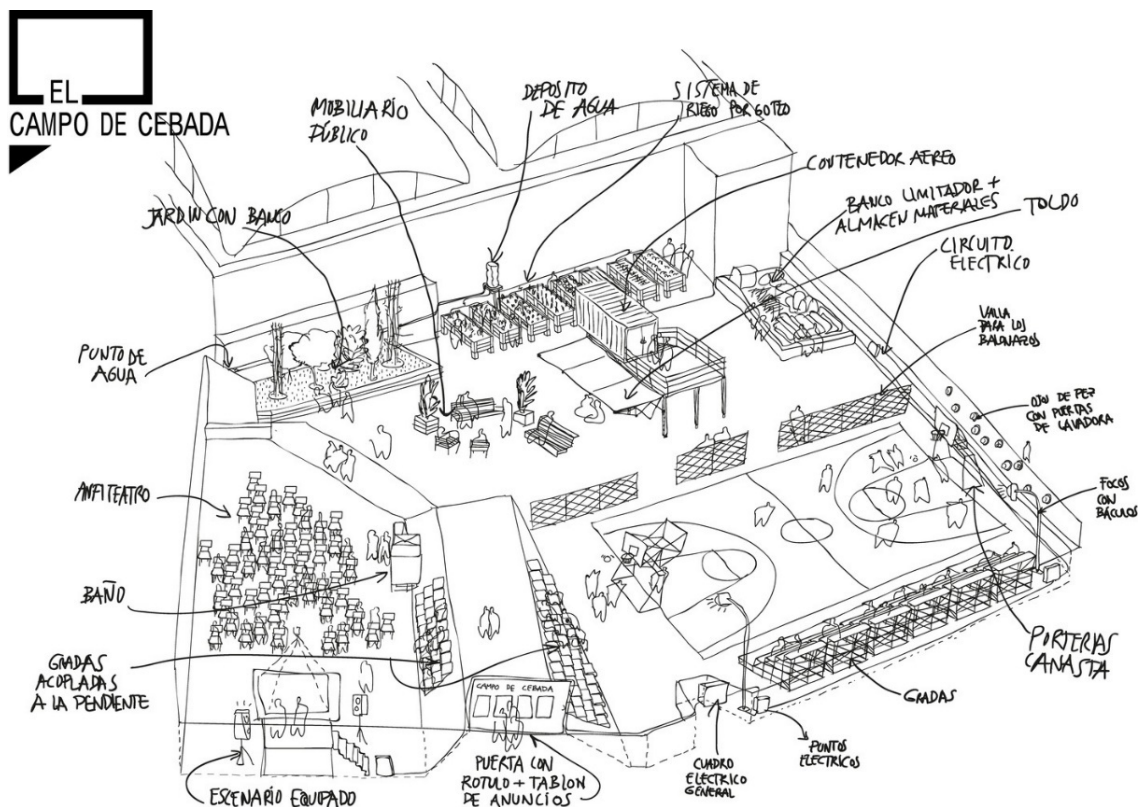 EL
CAMPO DE CEBADA
MOBILIARIO
PÚBLICO
DEPOSITO
DE AGUA
SISTEMA DE
RIEGO POR GOTEO
CONTENEDOR AEREO
JARDIN CON BANCO
BANCO LIMITADOR +
ALMACEN MATERIALES
TOLDO
CIRCUITO
ELECTRICO
VALLA
PARA LOS
BALONAZOS
PUNTO DE
AGUA
OJO DE PEZ
CON PUERTAS
DE LAVADORA
ANFITEATRO
FOCOS
CON
BÁCULOS
BAÑO
GRADAS
ACOPLADAS
A LA PENDIENTE
PORTERIAS
CANASTA
GRADAS
CAMPO DE CEBADA
PUNTOS
ELECTRICOS
CUADRO
ELECTRICO
GENERAL
PUERTA CON
ROTULO + TABLON
DE ANUNCIOS
ESCENARIO EQUIPADO